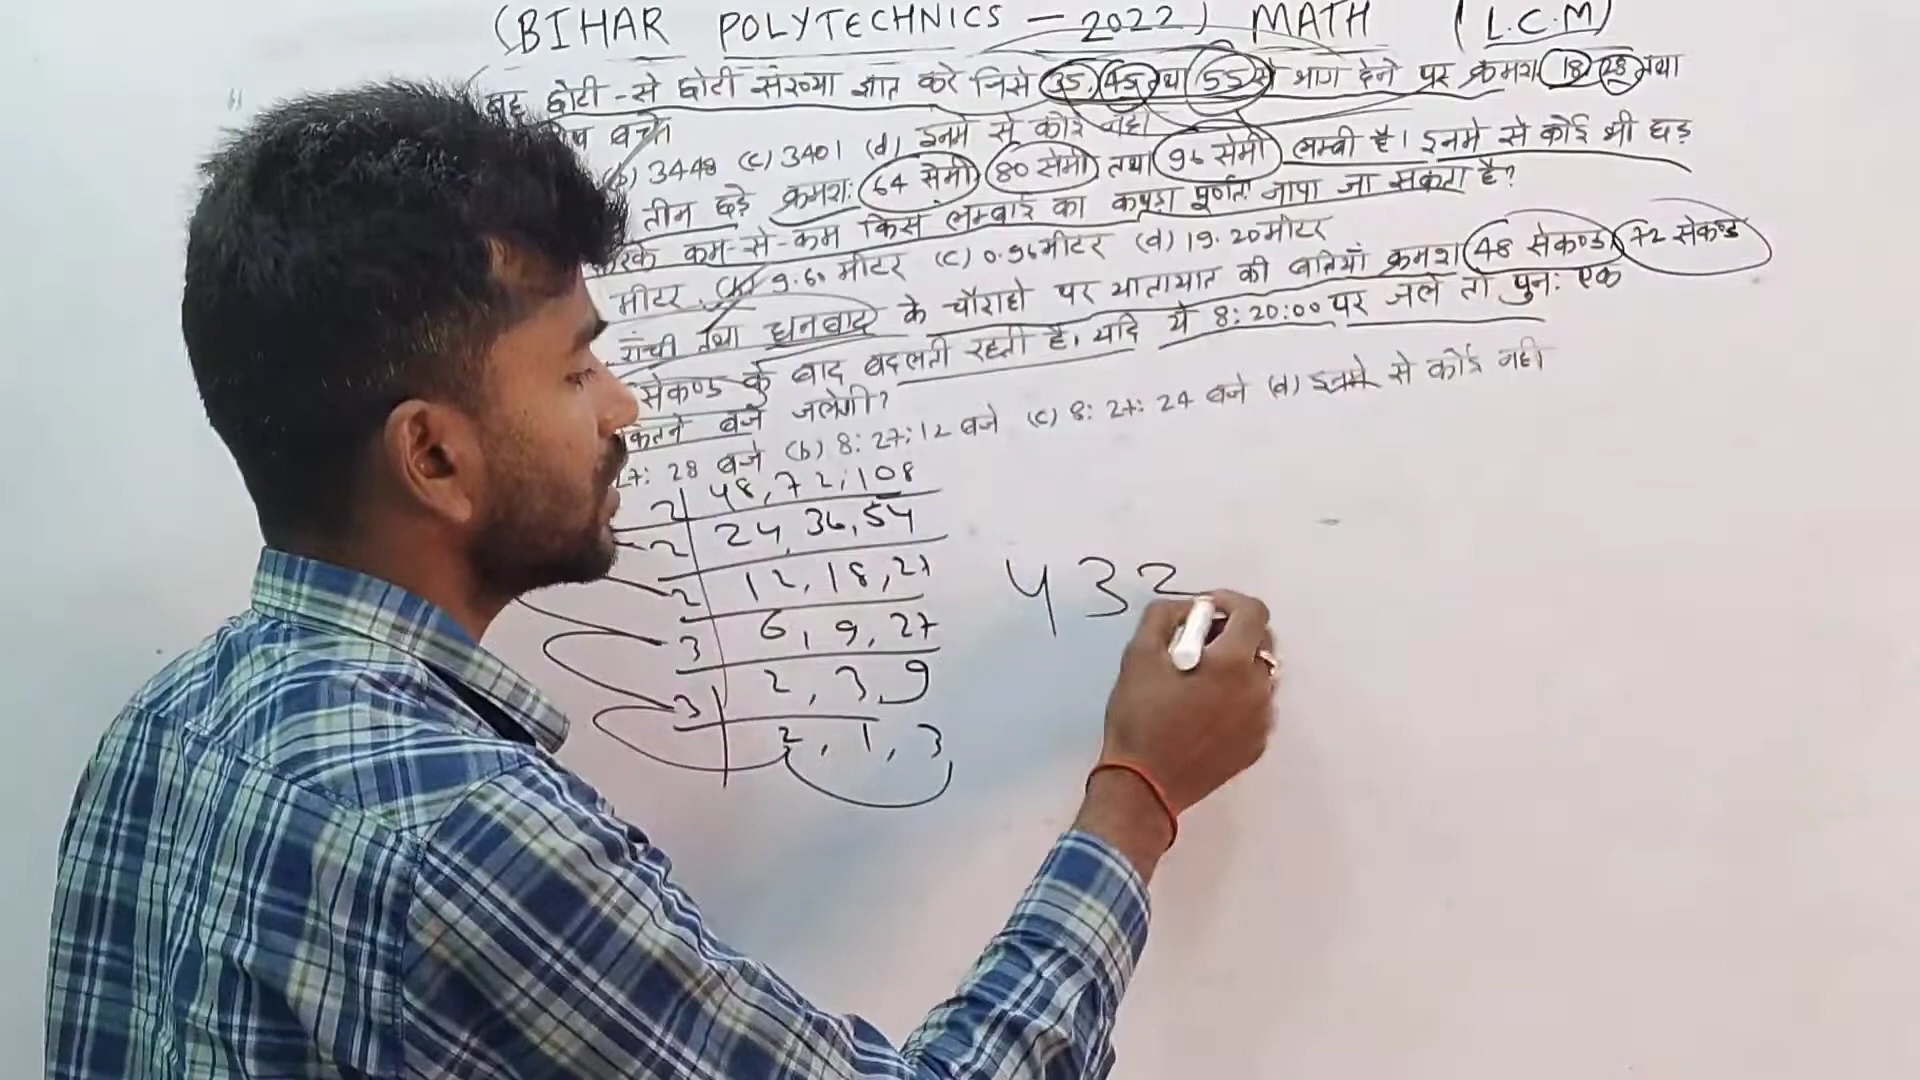 (BIHAR POLYTECHNICS - 2022) MATH (L.C.M)
वह छोटी-से छोटी संख्या ज्ञात करे जिसे 35, 45 तथा 55 से भाग देने पर क्रमशः 18, 28 तथा
बचे
(b) 3448 (c) 3401 (d) इनमे से कोई नही
तीन छड़े क्रमशः 64 सेमी, 80 सेमी तथा 96 सेमी लम्बी है। इनमे से कोई भी छड़
करके कम-से-कम किस लम्बाई का कपड़ा पूर्णतः नापा जा सकता है?
मीटर (b) 9.60 मीटर (c) 0.96 मीटर (d) 19.20 मीटर
राँची तथा धनबाद के चौराहो पर यातायात की बतियाँ क्रमशः 48 सेकण्ड, 72 सेकण्ड
सेकण्ड के बाद बदलती रहती है। यदि ये 8:20:00 पर जले तो पुनः एक
कितने बजे जलेगी?
27:28 बजे (b) 8:27:12 बजे (c) 8:27:24 बजे (d) इनमे से कोई नही
2 48, 72, 108
2 24, 36, 54
2 12, 18, 27
3 6, 9, 27
3 2, 3, 9
2, 1, 3
432